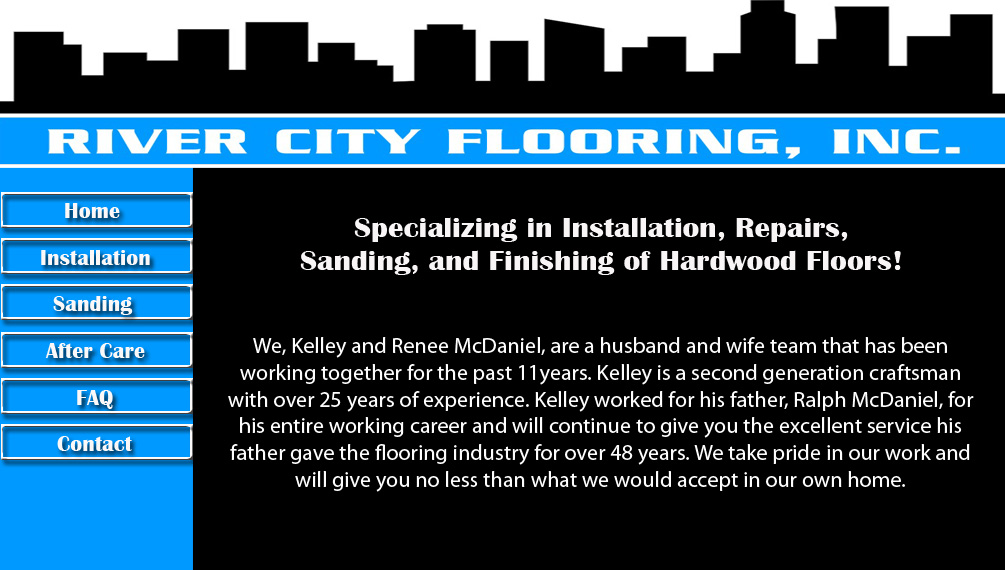 RIVER CITY FLOORING, INC.
Home
Installation
Sanding
After Care
FAQ
Contact
Specializing in Installation, Repairs,
Sanding, and Finishing of Hardwood Floors!
We, Kelley and Renee McDaniel, are a husband and wife team that has been
working together for the past 11years. Kelley is a second generation craftsman
with over 25 years of experience. Kelley worked for his father, Ralph McDaniel, for
his entire working career and will continue to give you the excellent service his
father gave the flooring industry for over 48 years. We take pride in our work and
will give you no less than what we would accept in our own home.